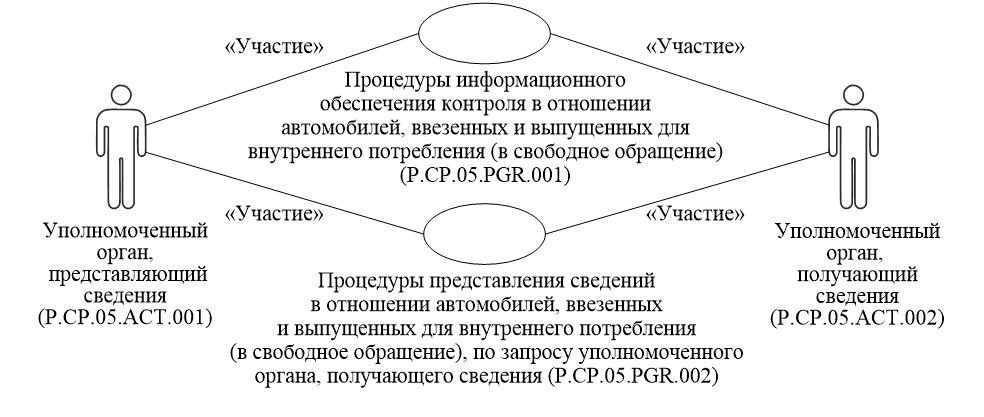 «Участие»
«Участие»
Процедуры информационного
обеспечения контроля в отношении
автомобилей, ввезенных и выпущенных для
внутреннего потребления (в свободное обращение)
(P.CP.05.PGR.001)
«Участие»
«Участие»
Уполномоченный
орган,
представляющий
сведения
(P.CP.05.ACT.001)
Уполномоченный
орган,
получающий
сведения
(P.CP.05.ACT.002)
Процедуры представления сведений
в отношении автомобилей, ввезенных
и выпущенных для внутреннего потребления
(в свободное обращение), по запросу уполномоченного
органа, получающего сведения (P.CP.05.PGR.002)